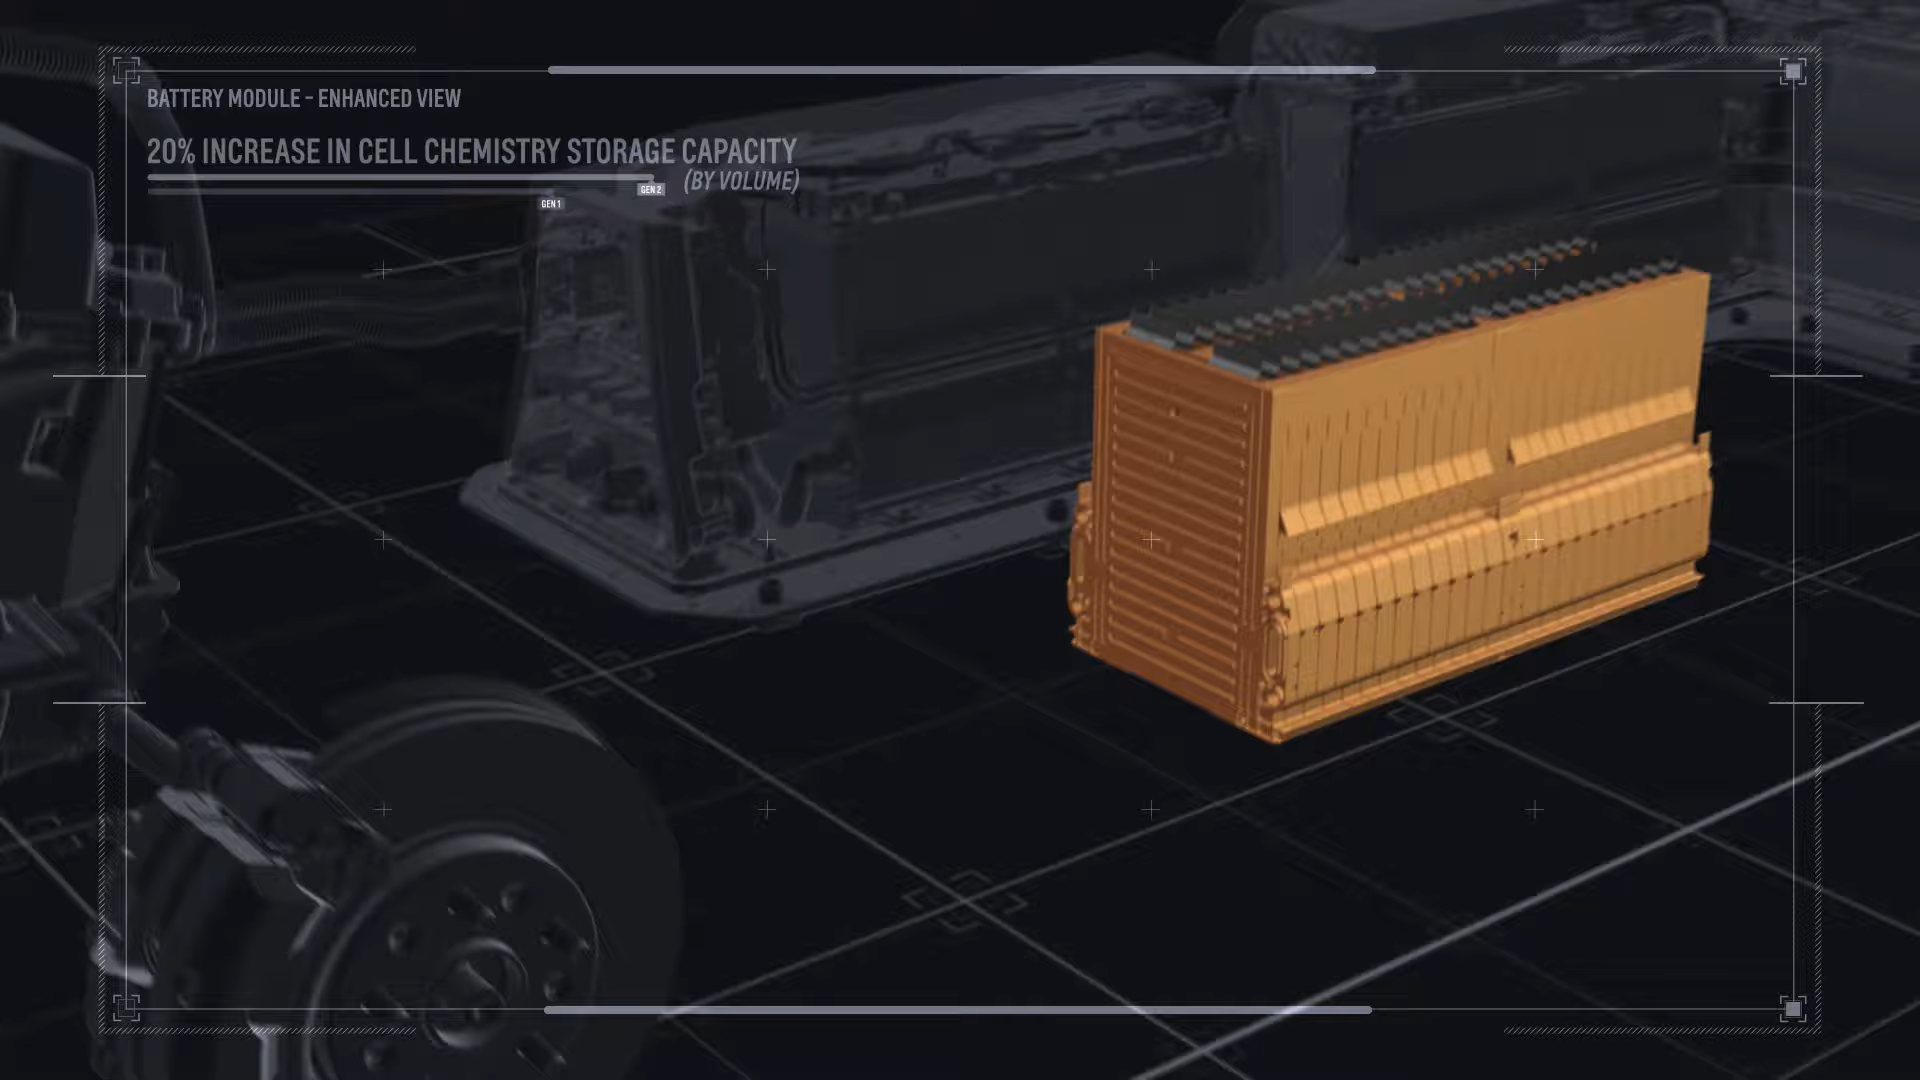 BATTERY MODULE - ENHANCED VIEW
20% INCREASE IN CELL CHEMISTRY STORAGE CAPACITY
(BY VOLUME)
GEN 2
GEN 1